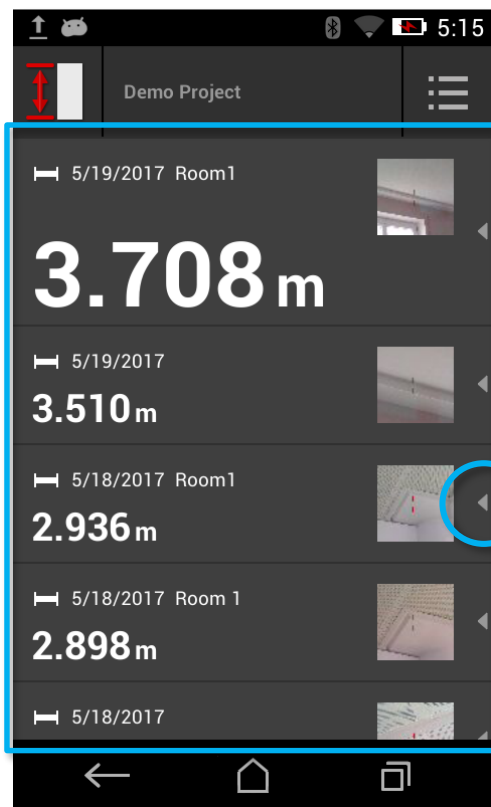 5:15
Demo Project
5/19/2017 Room1
3.708 m
5/19/2017
3.510 m
5/18/2017 Room1
2.936 m
5/18/2017 Room 1
2.898 m
5/18/2017